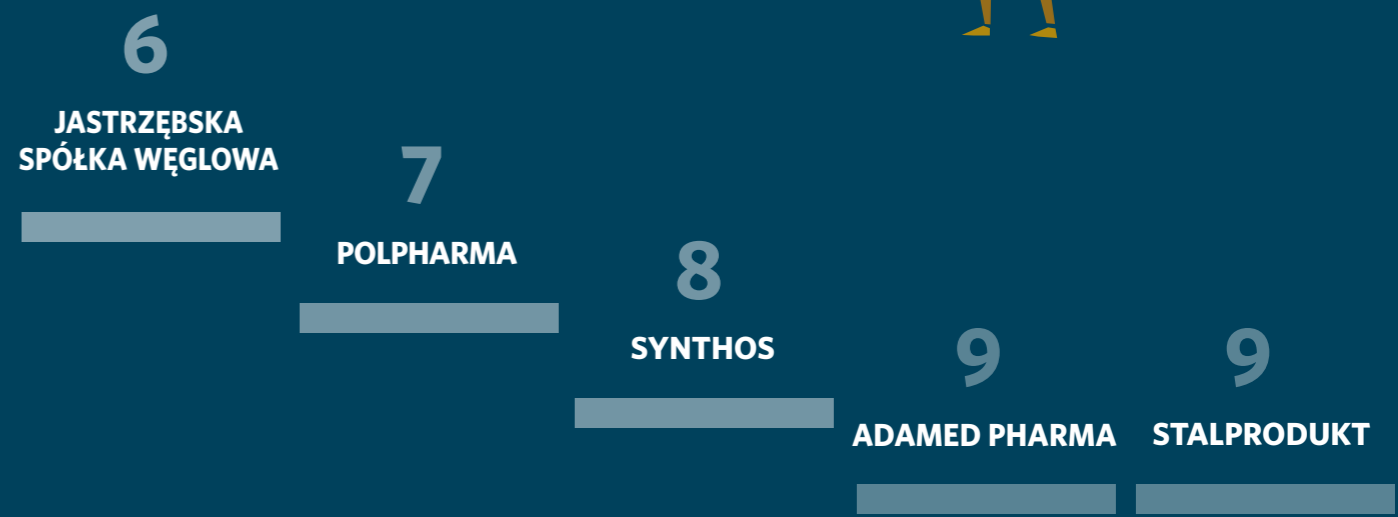 6
JASTRZĘBSKA
SPÓŁKA WĘGLOWA
7
POLPHARMA
8
SYNTHOS
9
ADAMED PHARMA
9
STALPRODUKT